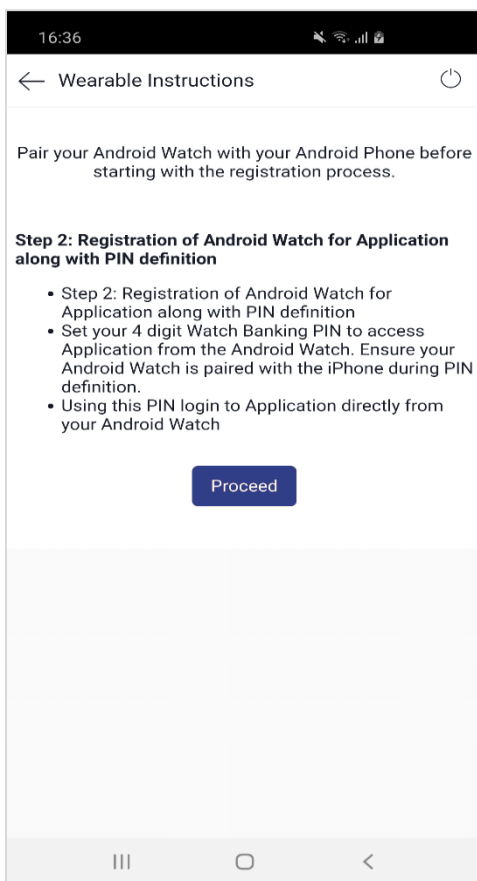 16:36
Wearable Instructions
Pair your Android Watch with your Android Phone before
starting with the registration process.
Step 2: Registration of Android Watch for Application
along with PIN definition
• Step 2: Registration of Android Watch for
Application along with PIN definition
• Set your 4 digit Watch Banking PIN to access
Application from the Android Watch. Ensure your
Android Watch is paired with the iPhone during PIN
definition.
• Using this PIN login to Application directly from
your Android Watch
Proceed